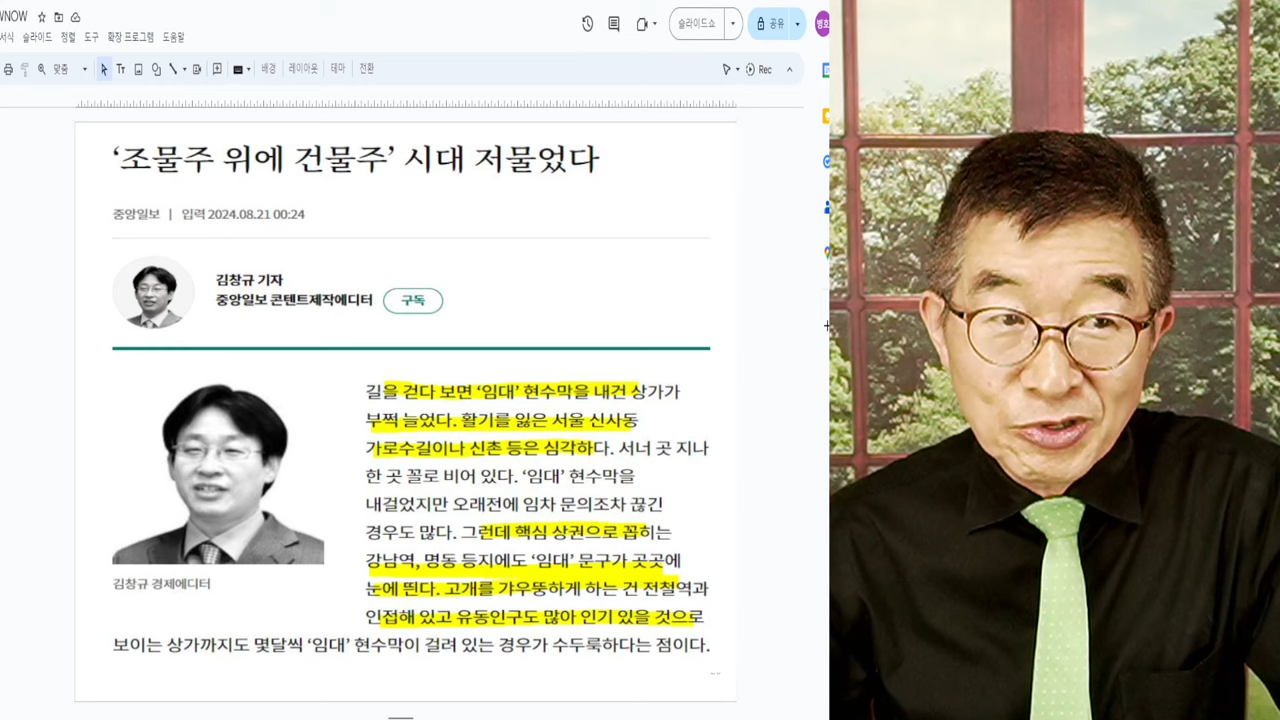 WNOW
슬라이드쇼
공유
병호
서식 슬라이드 정렬 도구 확장 프로그램 도움말
맞춤
Tт
배경 레이아웃 테마 전환
Rec
‘조물주 위에 건물주’ 시대 저물었다
중앙일보 | 입력 2024.08.21 00:24
김창규 기자
중앙일보 콘텐트제작에디터
구독
길을 걷다 보면 ‘임대’ 현수막을 내건 상가가
부쩍 늘었다. 활기를 잃은 서울 신사동
가로수길이나 신촌 등은 심각하다. 서너 곳 지나
한 곳 꼴로 비어 있다. ‘임대’ 현수막을
내걸었지만 오래전에 임차 문의조차 끊긴
경우도 많다. 그런데 핵심 상권으로 꼽히는
강남역, 명동 등지에도 ‘임대’ 문구가 곳곳에
눈에 띈다. 고개를 갸우뚱하게 하는 건 전철역과
인접해 있고 유동인구도 많아 인기 있을 것으로
보이는 상가까지도 몇달씩 ‘임대’ 현수막이 걸려 있는 경우가 수두룩하다는 점이다.
김창규 경제에디터